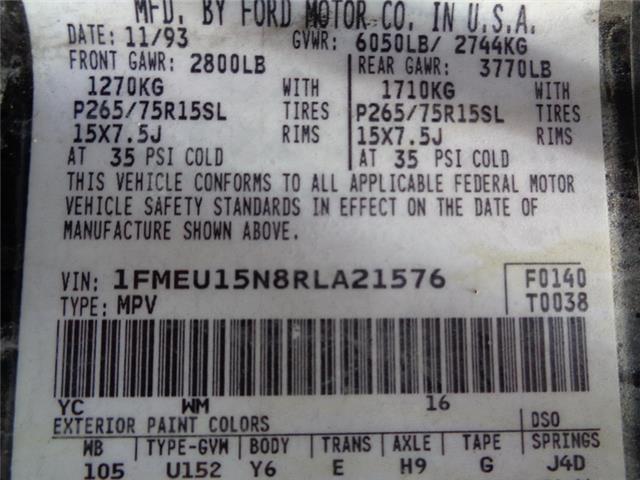 MFD. BY FORD MOTOR CO. IN U.S.A.
DATE: 11/93 GVWR: 6050LB/ 2744KG
FRONT GAWR: 2800LB REAR GAWR: 3770LB
1270KG WITH 1710KG WITH
P265/75R15SL TIRES P265/75R15SL TIRES
15X7.5J RIMS 15X7.5J RIMS
AT 35 PSI COLD AT 35 PSI COLD
THIS VEHICLE CONFORMS TO ALL APPLICABLE FEDERAL MOTOR
VEHICLE SAFETY STANDARDS IN EFFECT ON THE DATE OF
MANUFACTURE SHOWN ABOVE.
VIN: 1FMEU15N8RLA21576 F0140
TYPE: MPV T0038
YC WM 16
EXTERIOR PAINT COLORS DSO
WB TYPE-GVW BODY TRANS AXLE TAPE SPRINGS
105 U152 Y6 E H9 G J4D